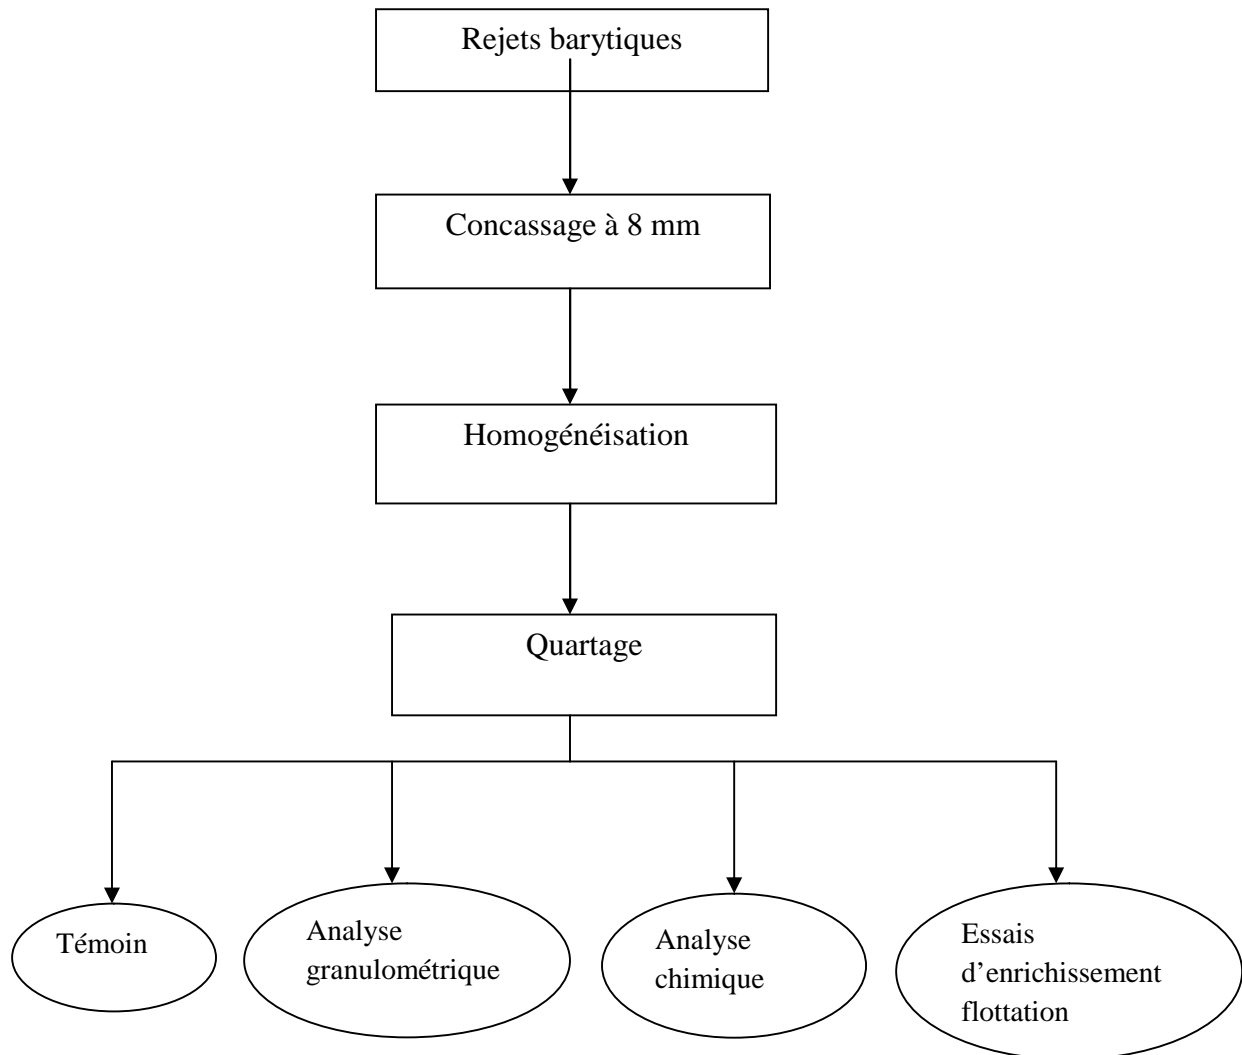 Rejets barytiques
Concassage à 8 mm
Homogénéisation
Quartage
Témoin
Analyse
granulométrique
Analyse
chimique
Essais
d’enrichissement
flottation